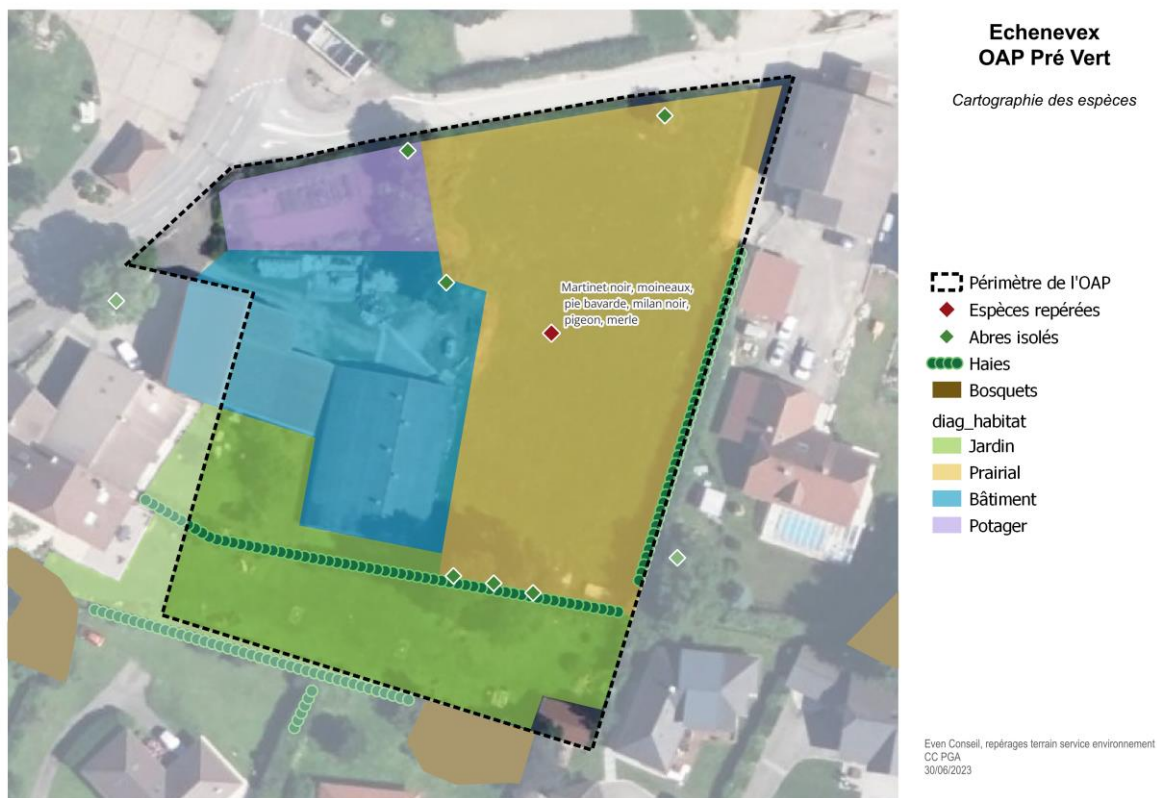 Echenevex
OAP Pré Vert
Cartographie des espèces
Martinet noir, moineaux,
pie bavarde, milan noir,
pigeon, merle
Périmètre de l'OAP
Espèces repérées
Abres isolés
Haies
Bosquets
diag_habitat
Jardin
Prairial
Bâtiment
Potager
Even Conseil, repérages terrain service environnement
CC PGA
30/06/2023